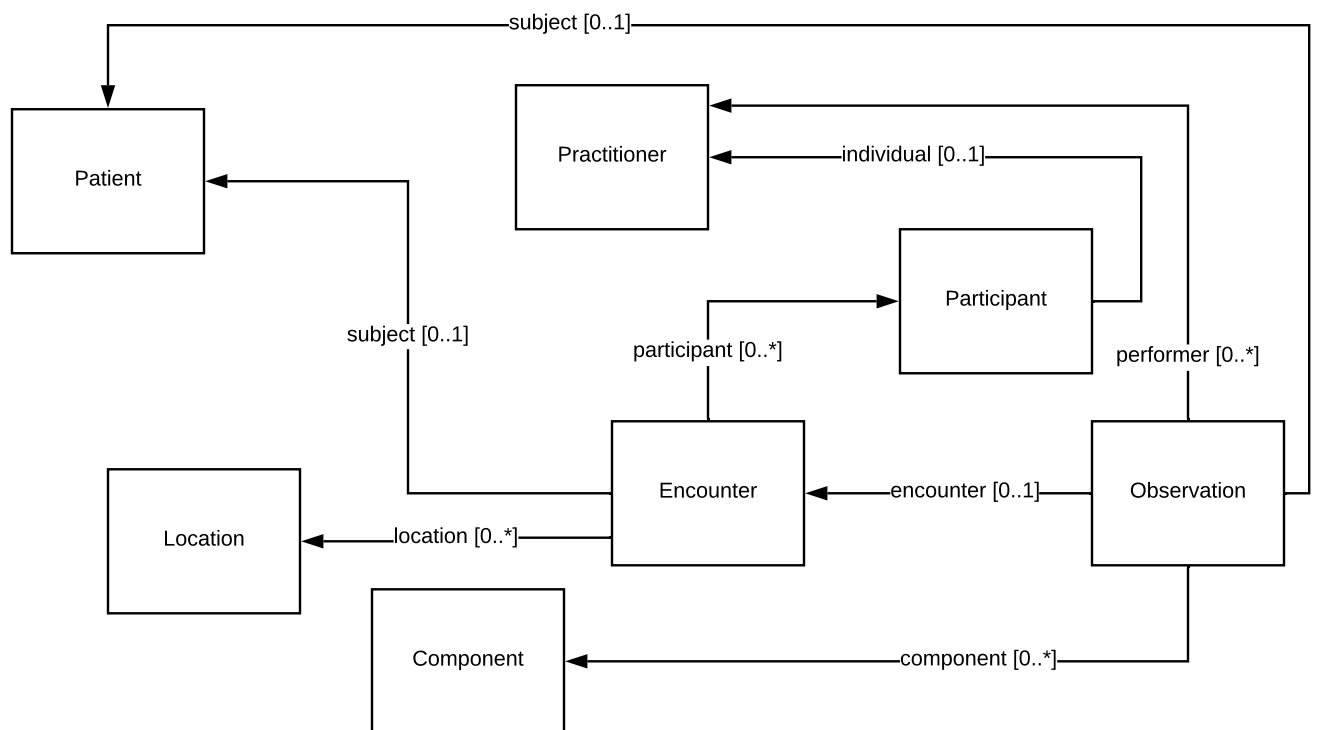 subject [0..1]
Practitioner
individual [0..1]
Patient
Participant
subject [0..1]
participant [0..*]
performer [0..*]
Encounter
encounter [0..1]
Observation
Location
location [0..*]
Component
component [0..*]